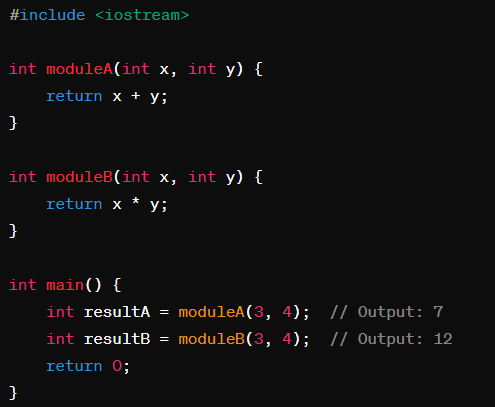 #include <iostream>

int moduleA(int x, int y) {
    return x + y;
}

int moduleB(int x, int y) {
    return x * y;
}

int main() {
    int resultA = moduleA(3, 4);  // Output: 7
    int resultB = moduleB(3, 4);  // Output: 12
    return 0;
}